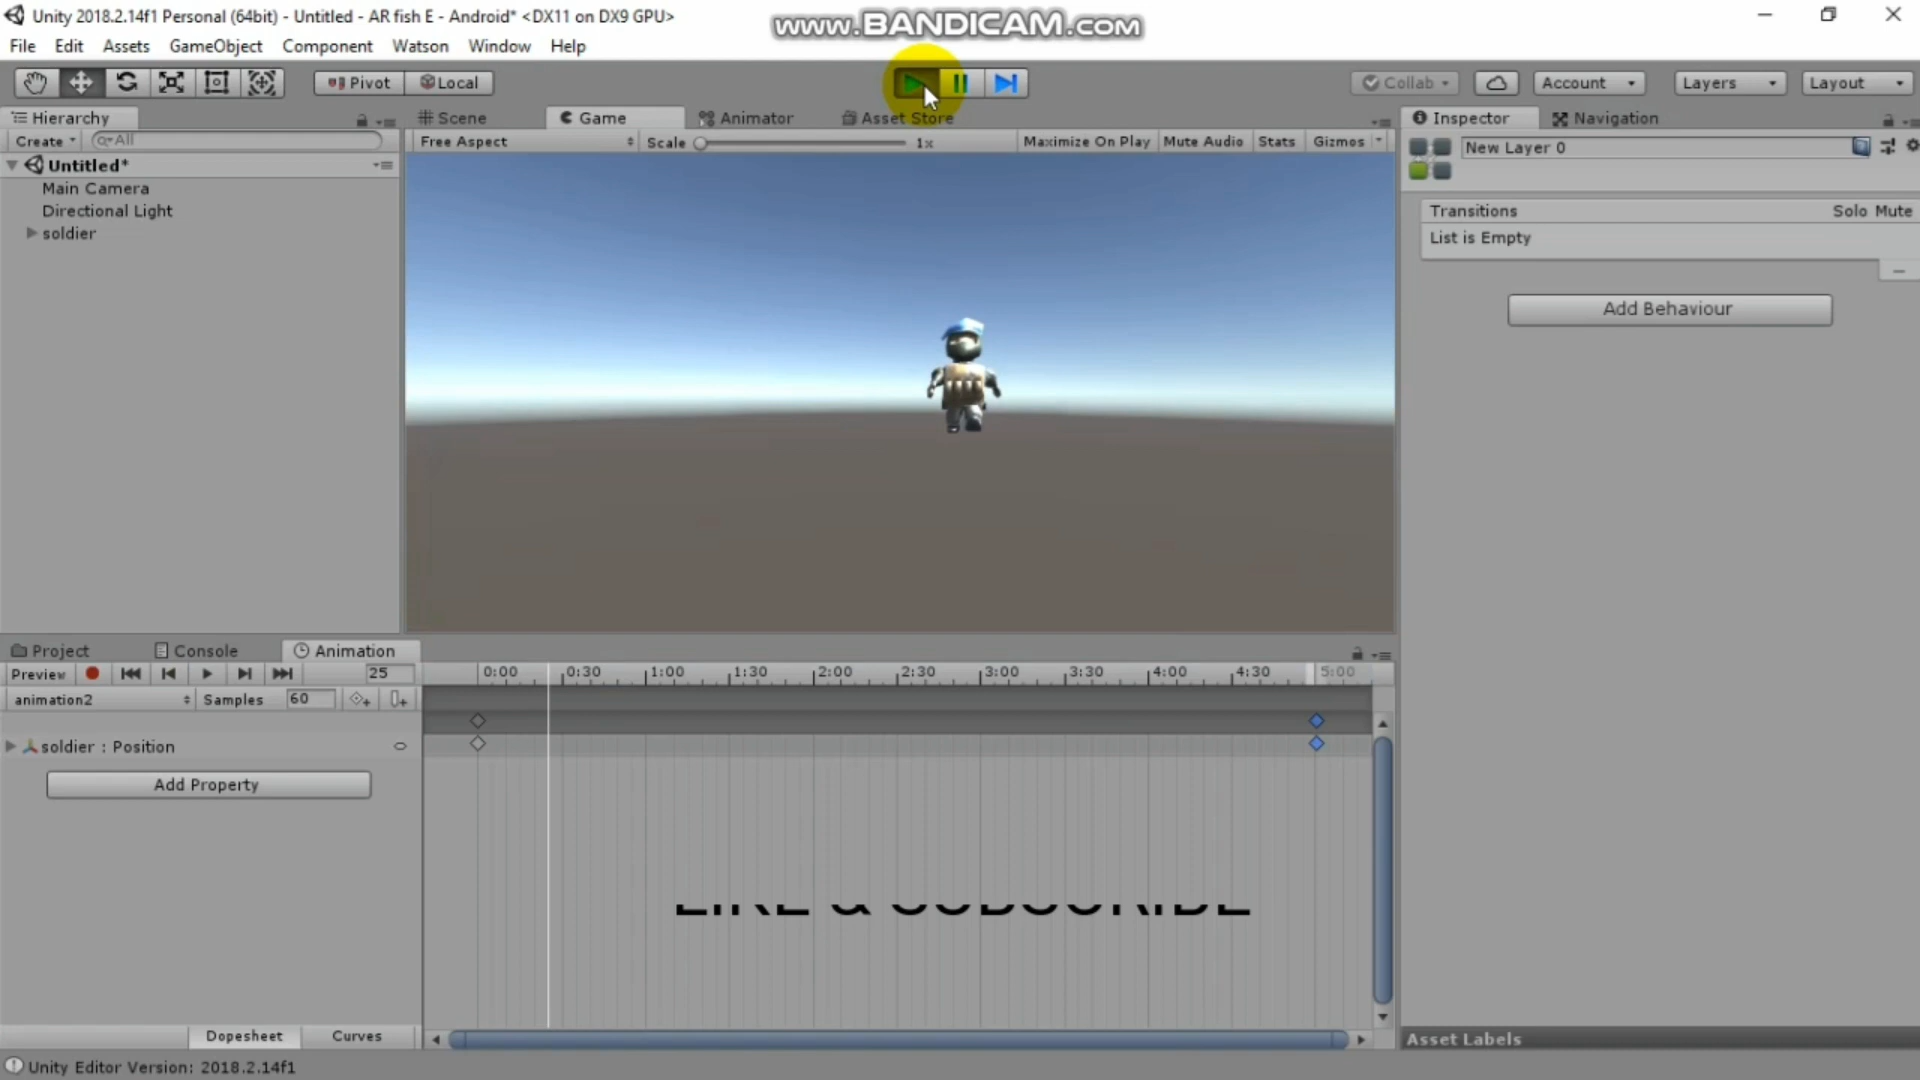 Unity 2018.2.14f1 Personal (64bit) - Untitled - AR fish E - Android* <DX11 on DX9 GPU>
www.BANDICAM.com
File Edit Assets GameObject Component Watson Window Help
Pivot Local
Collab Account Layers Layout
Hierarchy
Scene Game Animator Asset Store
Inspector Navigation
Create All
Free Aspect Scale 1x Maximize On Play Mute Audio Stats Gizmos
New Layer 0
Untitled*
Main Camera
Directional Light
soldier
Transitions Solo Mute
List is Empty
Add Behaviour
Project Console Animation
Preview 25
0:00 0:30 1:00 1:30 2:00 2:30 3:00 3:30 4:00 4:30 5:00
animation2 Samples 60
soldier : Position
Add Property
LIKE & SUBSCRIBE
Dopesheet Curves
Asset Labels
Unity Editor Version: 2018.2.14f1